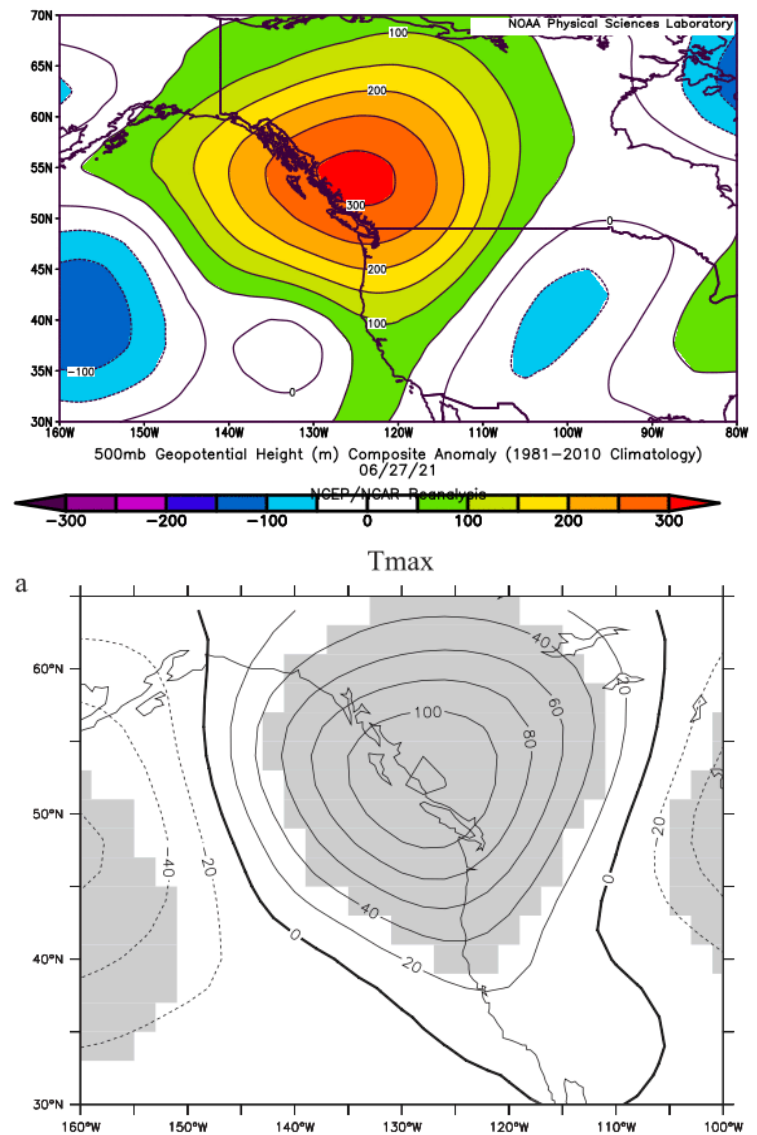 70N
NOAA Physical Sciences Laboratory
100
65N
200
60N
55N
300
50N
0
45N
200
40N
100
35N
-100
0
30N
160W 150W 140W 130W 120W 110W 100W 90W 80W
500mb Geopotential Height (m) Composite Anomaly (1981-2010 Climatology)
06/27/21
NCEP/NCAR Reanalysis
-300 -200 -100 0 100 200 300
Tmax
a
40
60°N
20
60
100
80
50°N
20
40
20
0
40
0
40°N
20
30°N
160°W 150°W 140°W 130°W 120°W 110°W 100°W